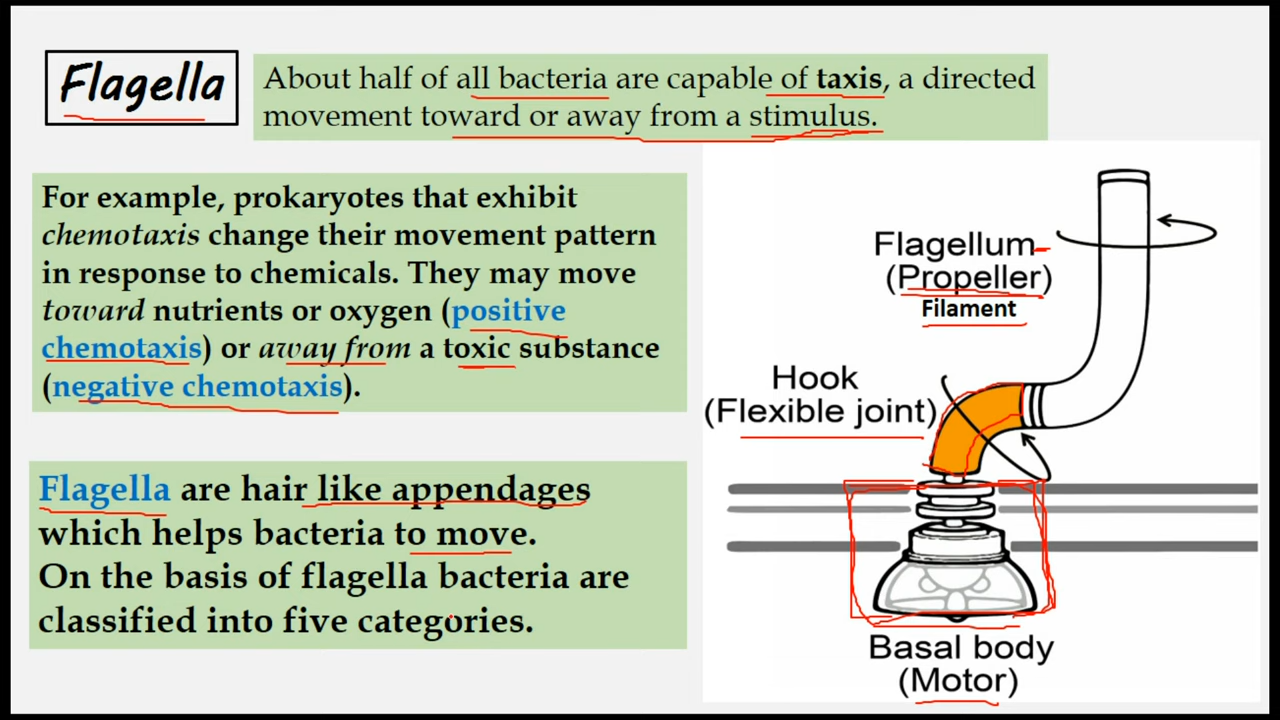 Flagella
About half of all bacteria are capable of taxis, a directed
movement toward or away from a stimulus.
For example, prokaryotes that exhibit
chemotaxis change their movement pattern
in response to chemicals. They may move
toward nutrients or oxygen (positive
chemotaxis) or away from a toxic substance
(negative chemotaxis).
Flagella are hair like appendages
which helps bacteria to move.
On the basis of flagella bacteria are
classified into five categories.
Flagellum
(Propeller)
Filament
Hook
(Flexible joint)
Basal body
(Motor)